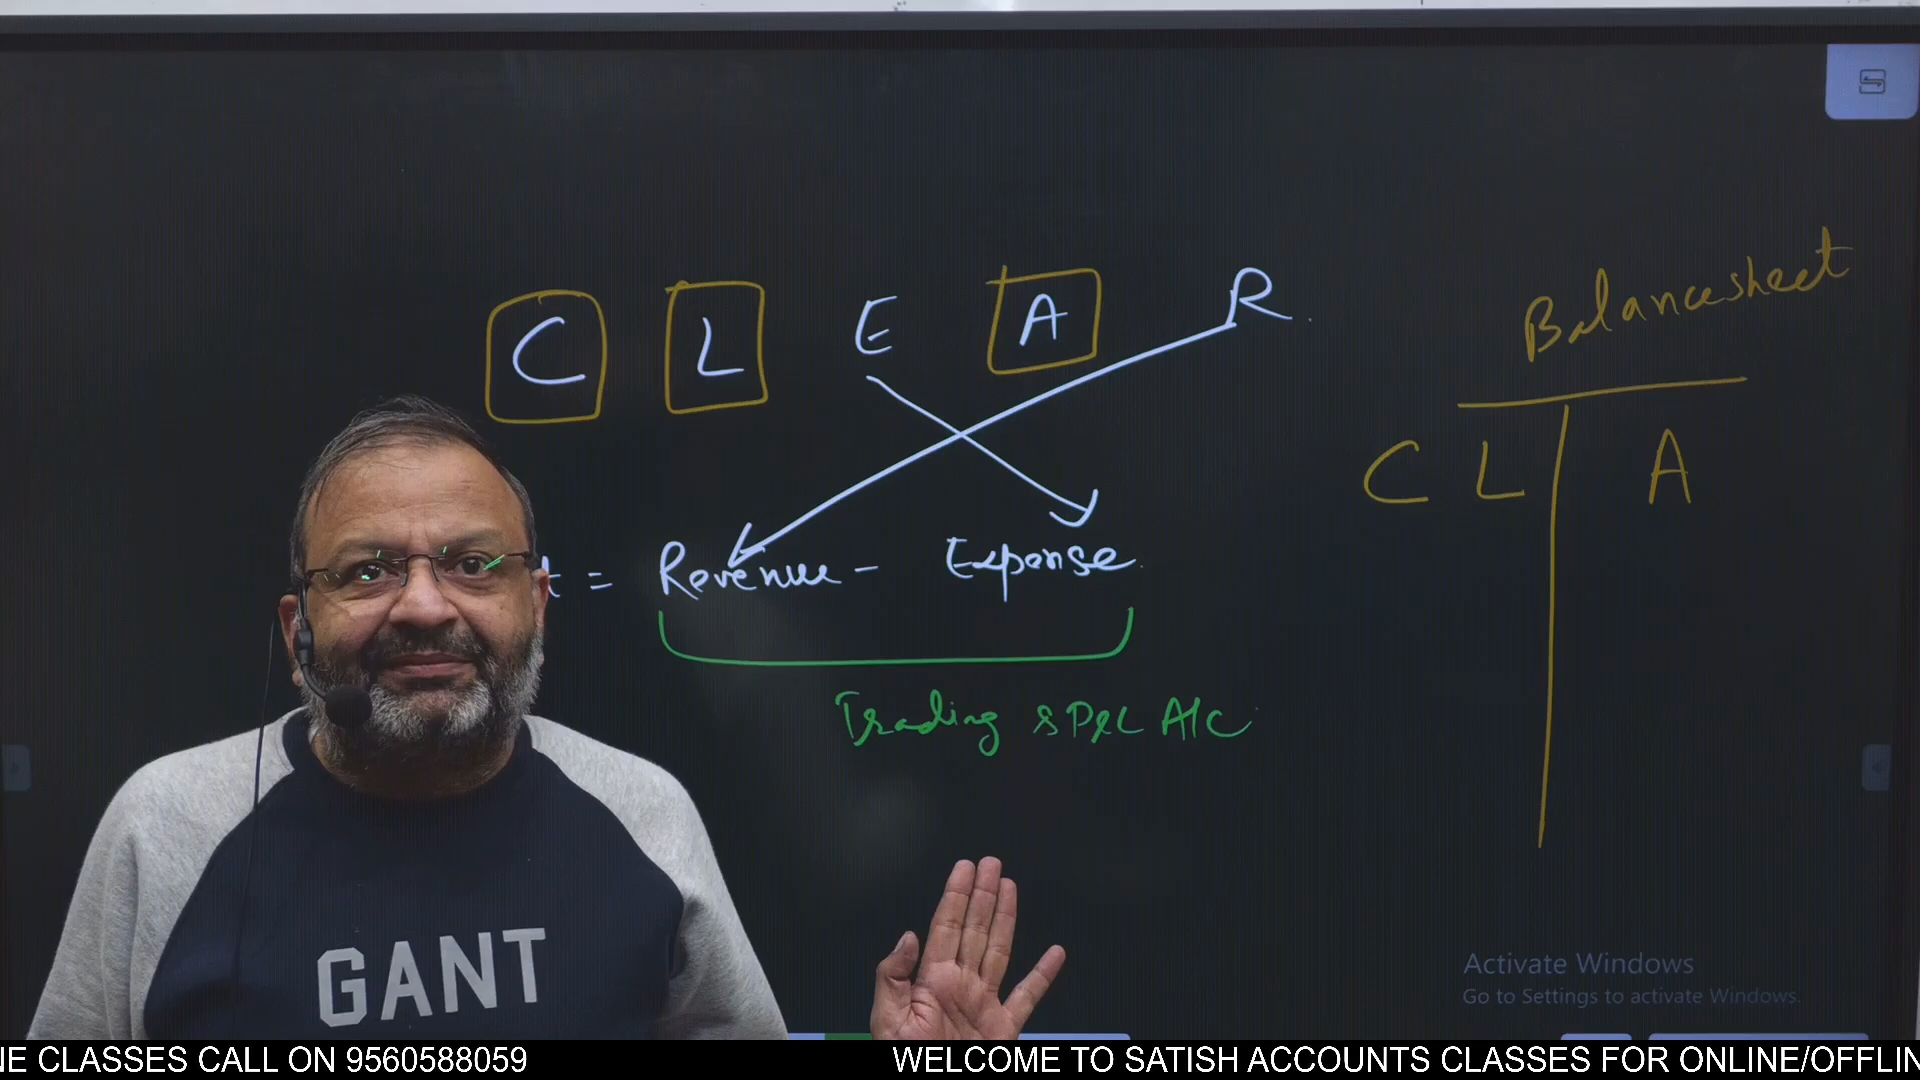 C L E A R.
Balancesheet
C L A
t = Revenue - Expense.
Trading & P&L A/c
GANT
Activate Windows
Go to Settings to activate Windows.
NE CLASSES CALL ON 9560588059
WELCOME TO SATISH ACCOUNTS CLASSES FOR ONLINE/OFFLIN